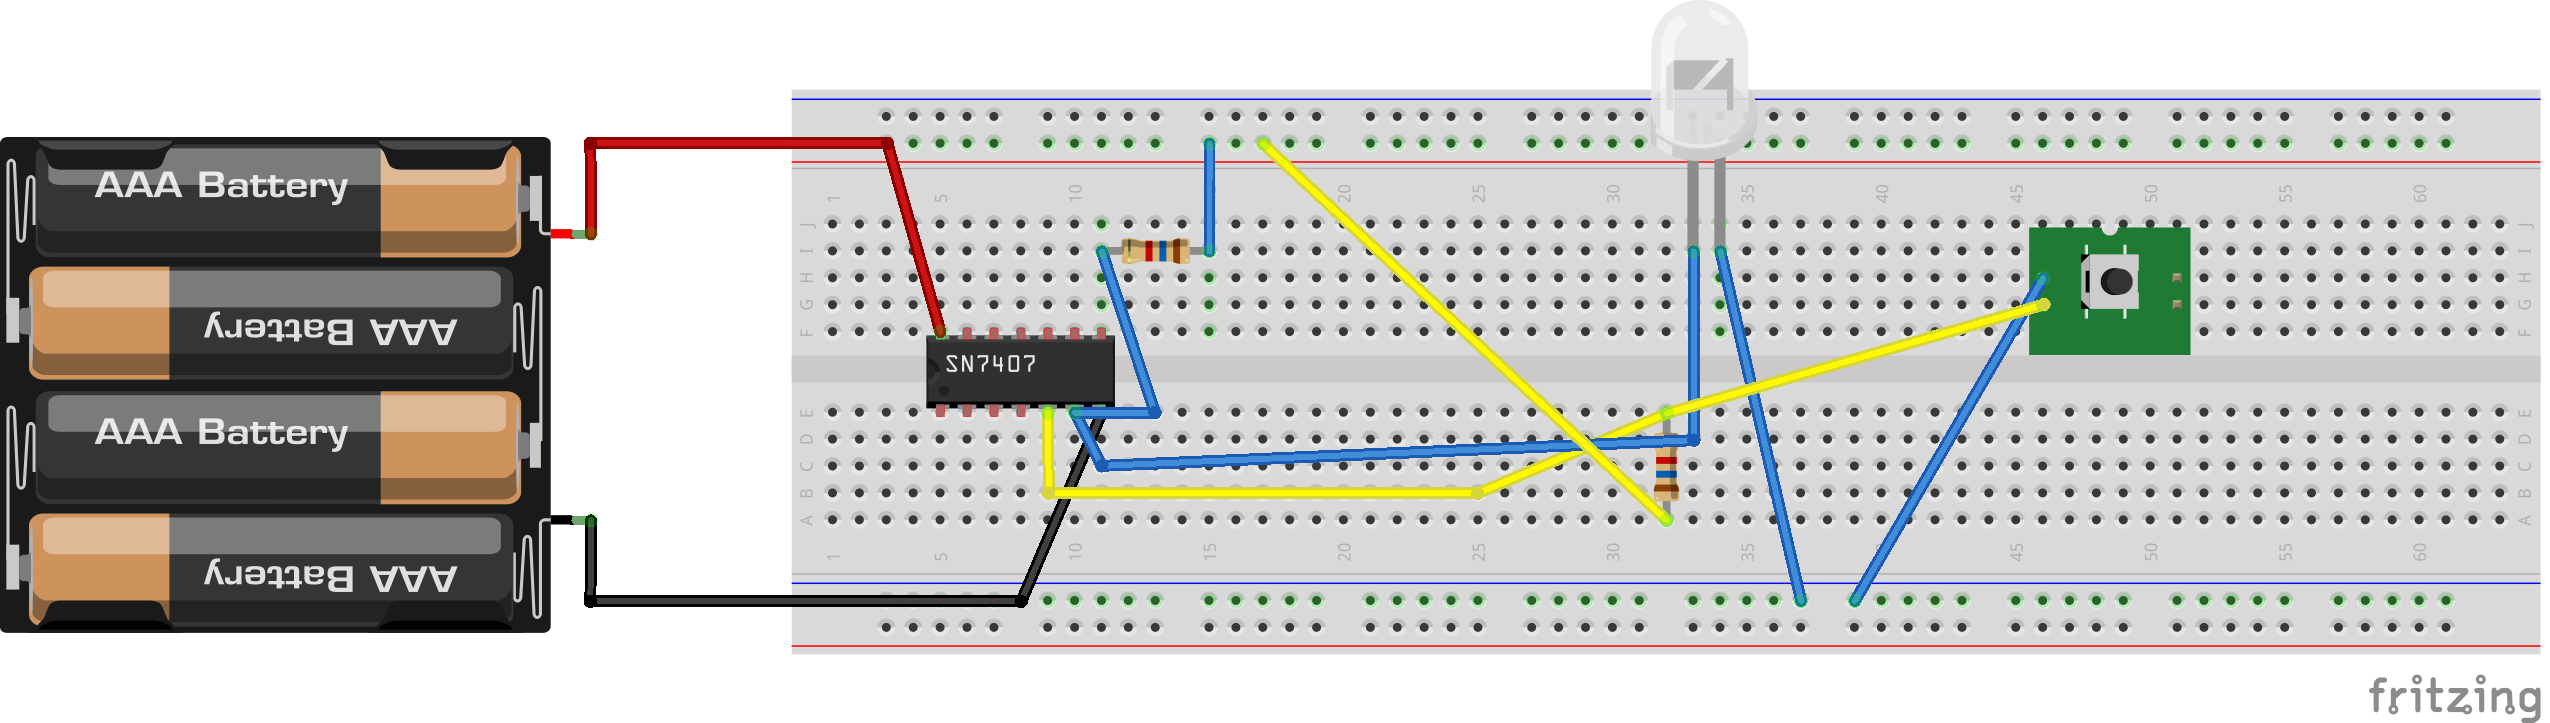 AAA Battery
AAA Battery
AAA Battery
AAA Battery
1 5 10 15 20 25 30 35 40 45 50 55 60
J J
I I
H H
G G
F F
SN7407
E E
D D
C C
B B
A A
1 5 10 15 20 25 30 35 45 50 55 60
fritzing